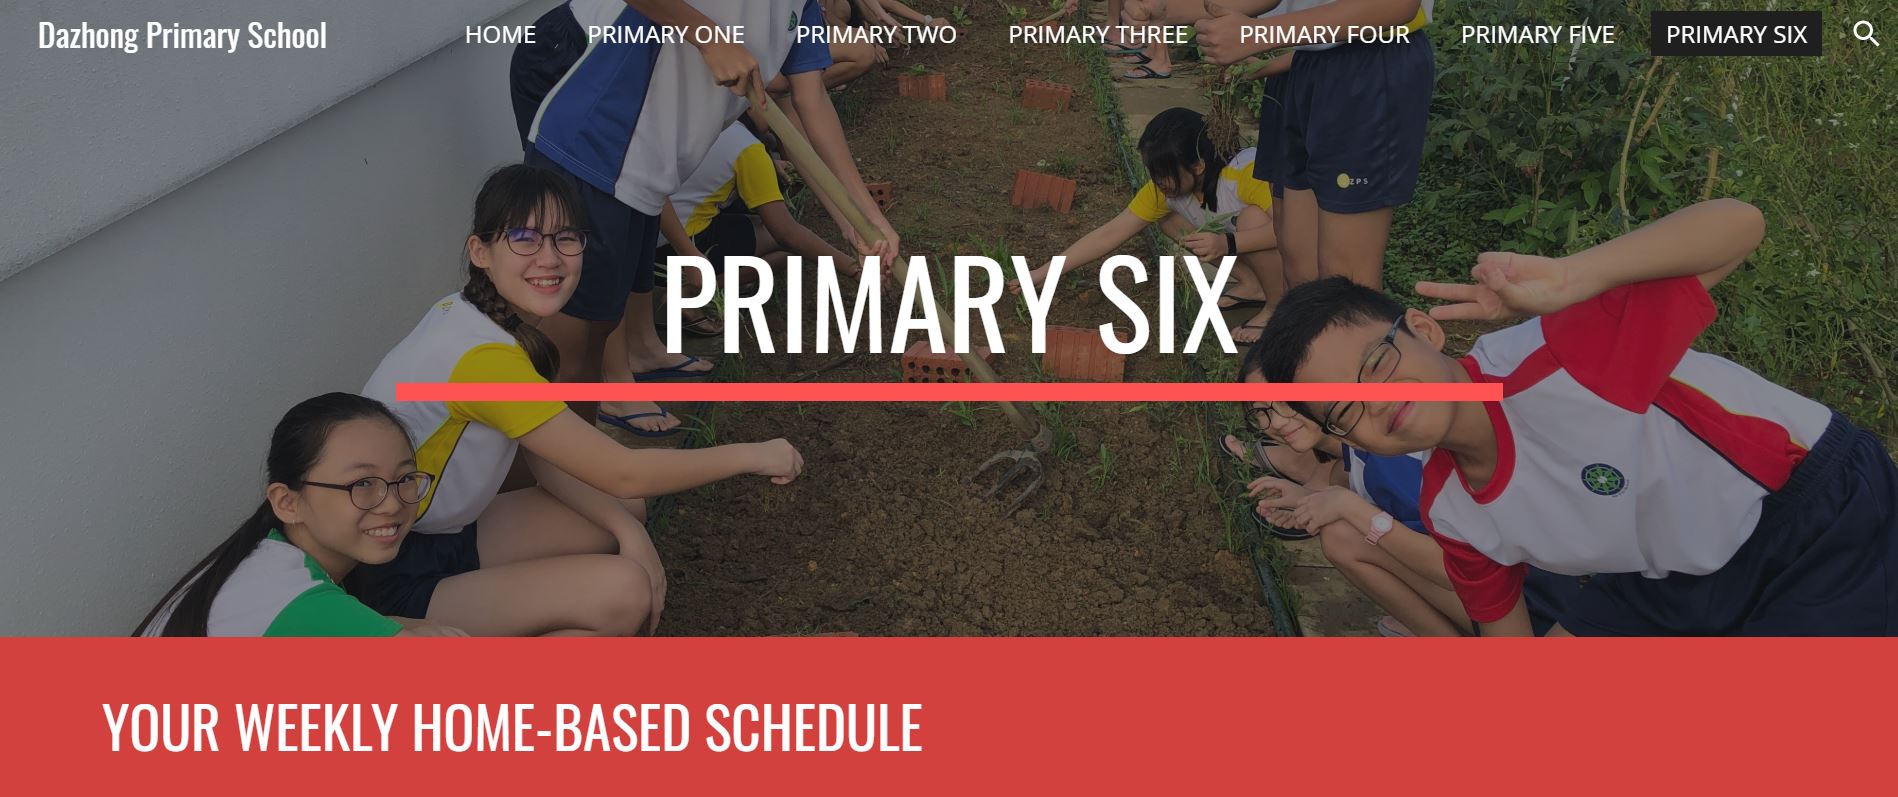 Dazhong Primary School
HOME PRIMARY ONE PRIMARY TWO PRIMARY THREE PRIMARY FOUR PRIMARY FIVE PRIMARY SIX
ZPS
PRIMARY SIX
YOUR WEEKLY HOME-BASED SCHEDULE